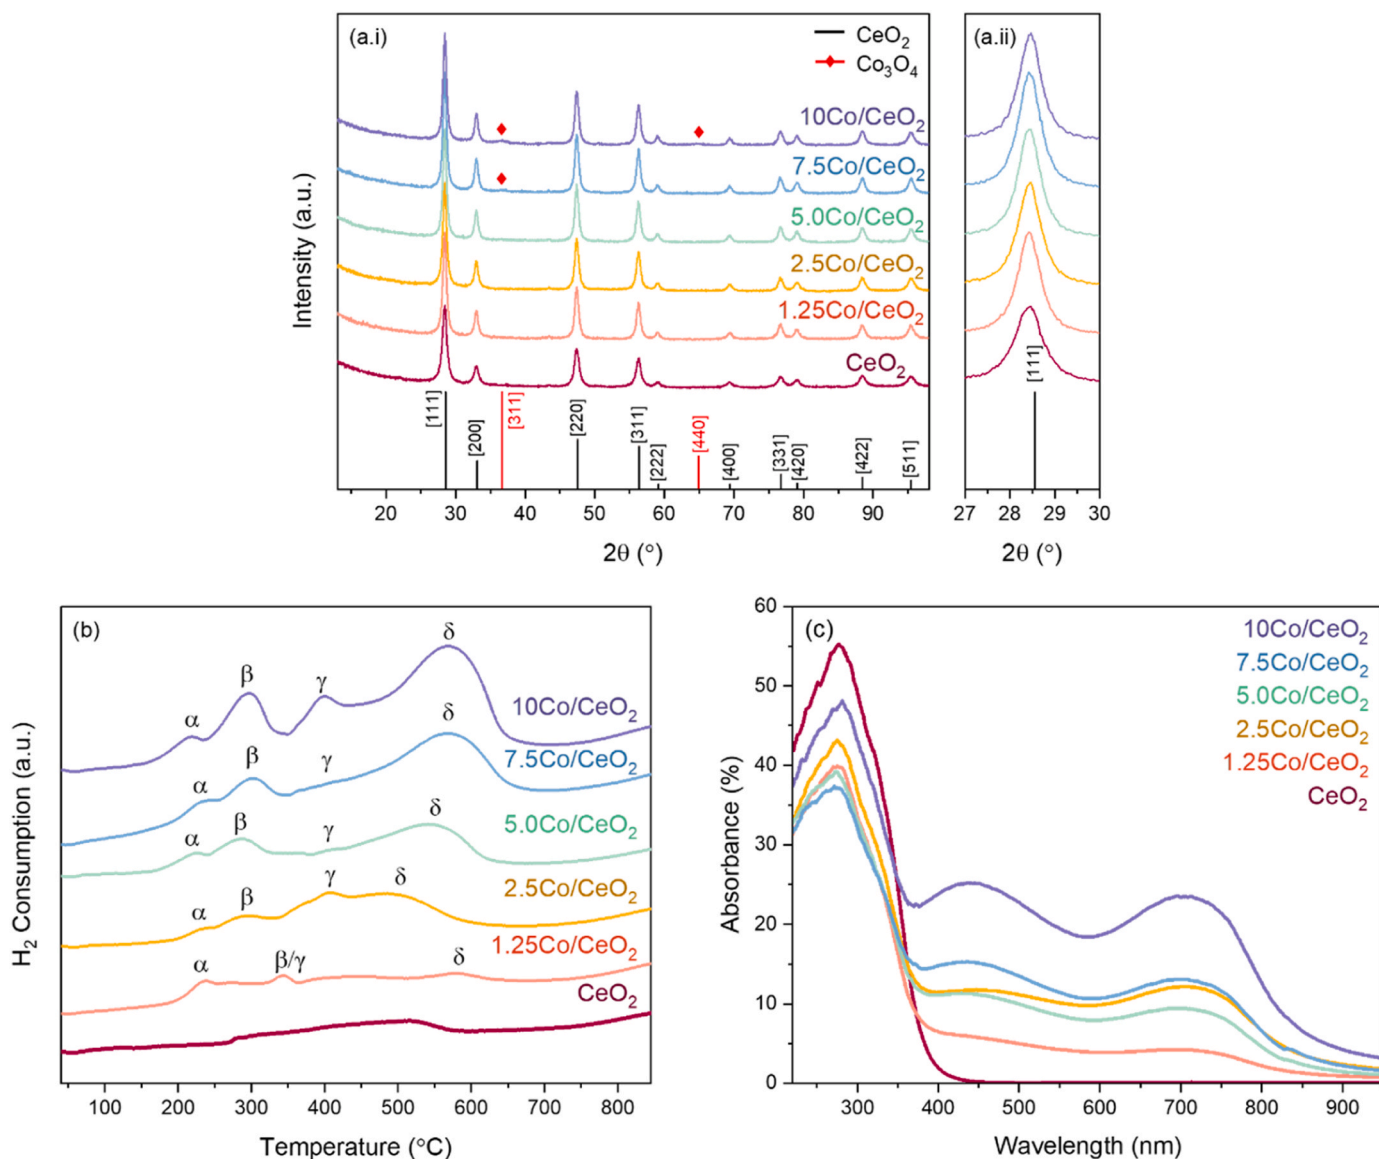 (a.i)
CeO₂
Co₃O₄
10Co/CeO₂
7.5Co/CeO₂
5.0Co/CeO₂
2.5Co/CeO₂
1.25Co/CeO₂
CeO₂
[111]
[200]
[311]
[220]
[311]
[222]
[440]
[400]
[331]
[420]
[422]
[511]
20 30 40 50 60 70 80 90
2θ (°)
Intensity (a.u.)
(a.ii)
[111]
27 28 29 30
2θ (°)
(b)
α β γ δ
10Co/CeO₂
α β γ δ
7.5Co/CeO₂
α β γ δ
5.0Co/CeO₂
α β γ δ
2.5Co/CeO₂
α β/γ δ
1.25Co/CeO₂
CeO₂
100 200 300 400 500 600 700 800
Temperature (°C)
H₂ Consumption (a.u.)
(c)
10Co/CeO₂
7.5Co/CeO₂
5.0Co/CeO₂
2.5Co/CeO₂
1.25Co/CeO₂
CeO₂
60
50
40
30
20
10
0
300 400 500 600 700 800 900
Wavelength (nm)
Absorbance (%)